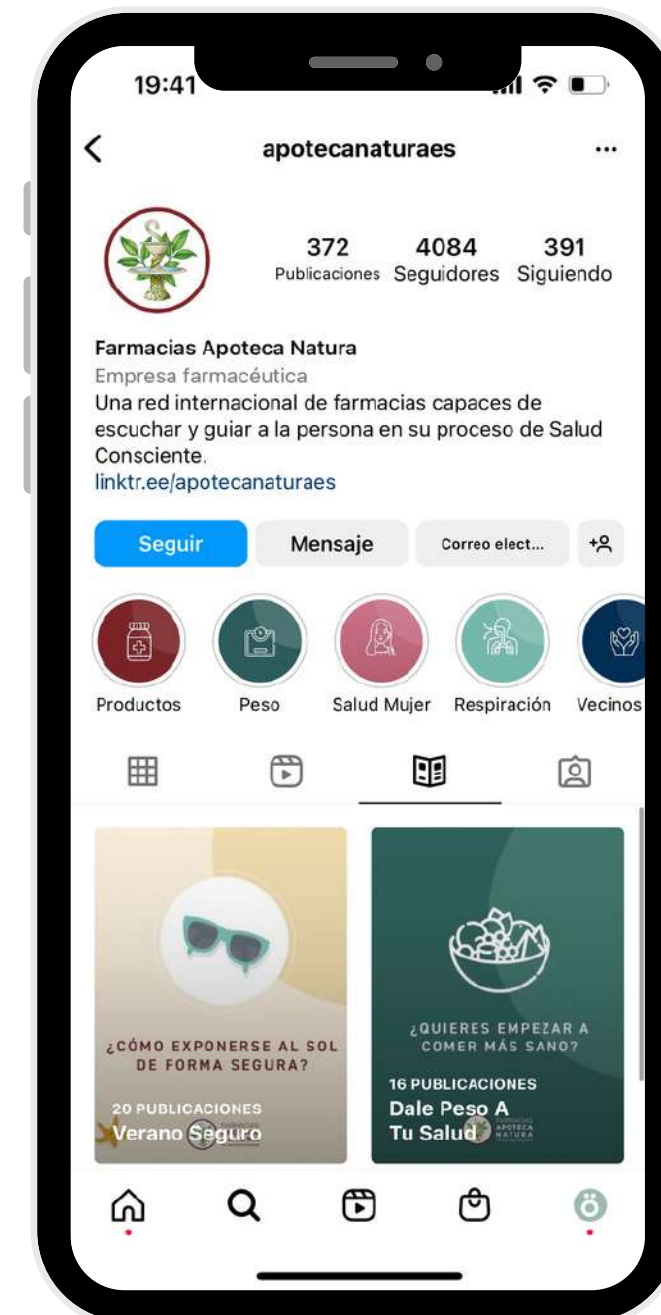 19:41
apotecanaturaes
372 4084 391
Publicaciones Seguidores Siguiendo
Farmacias Apoteca Natura
Empresa farmacéutica
Una red internacional de farmacias capaces de
escuchar y guiar a la persona en su proceso de Salud
Consciente.
linktr.ee/apotecanaturaes
Seguir Mensaje Correo elect...
Productos Peso Salud Mujer Respiración Vecinos
¿CÓMO EXPONERSE AL SOL
DE FORMA SEGURA?
20 PUBLICACIONES
Verano Seguro
¿QUIERES EMPEZAR A
COMER MÁS SANO?
16 PUBLICACIONES
Dale Peso A
Tu Salud
FARMACIAS
APOTECA
NATURA
ö